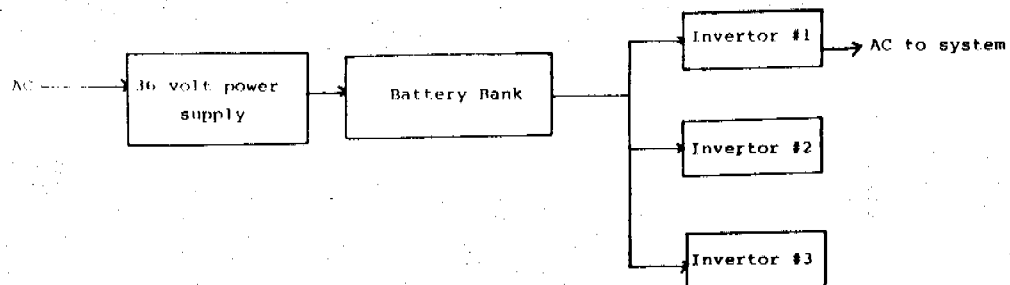 Invertor #1
AC to system
AC
36 volt power
supply
Battery Bank
Invertor #2
Invertor #3